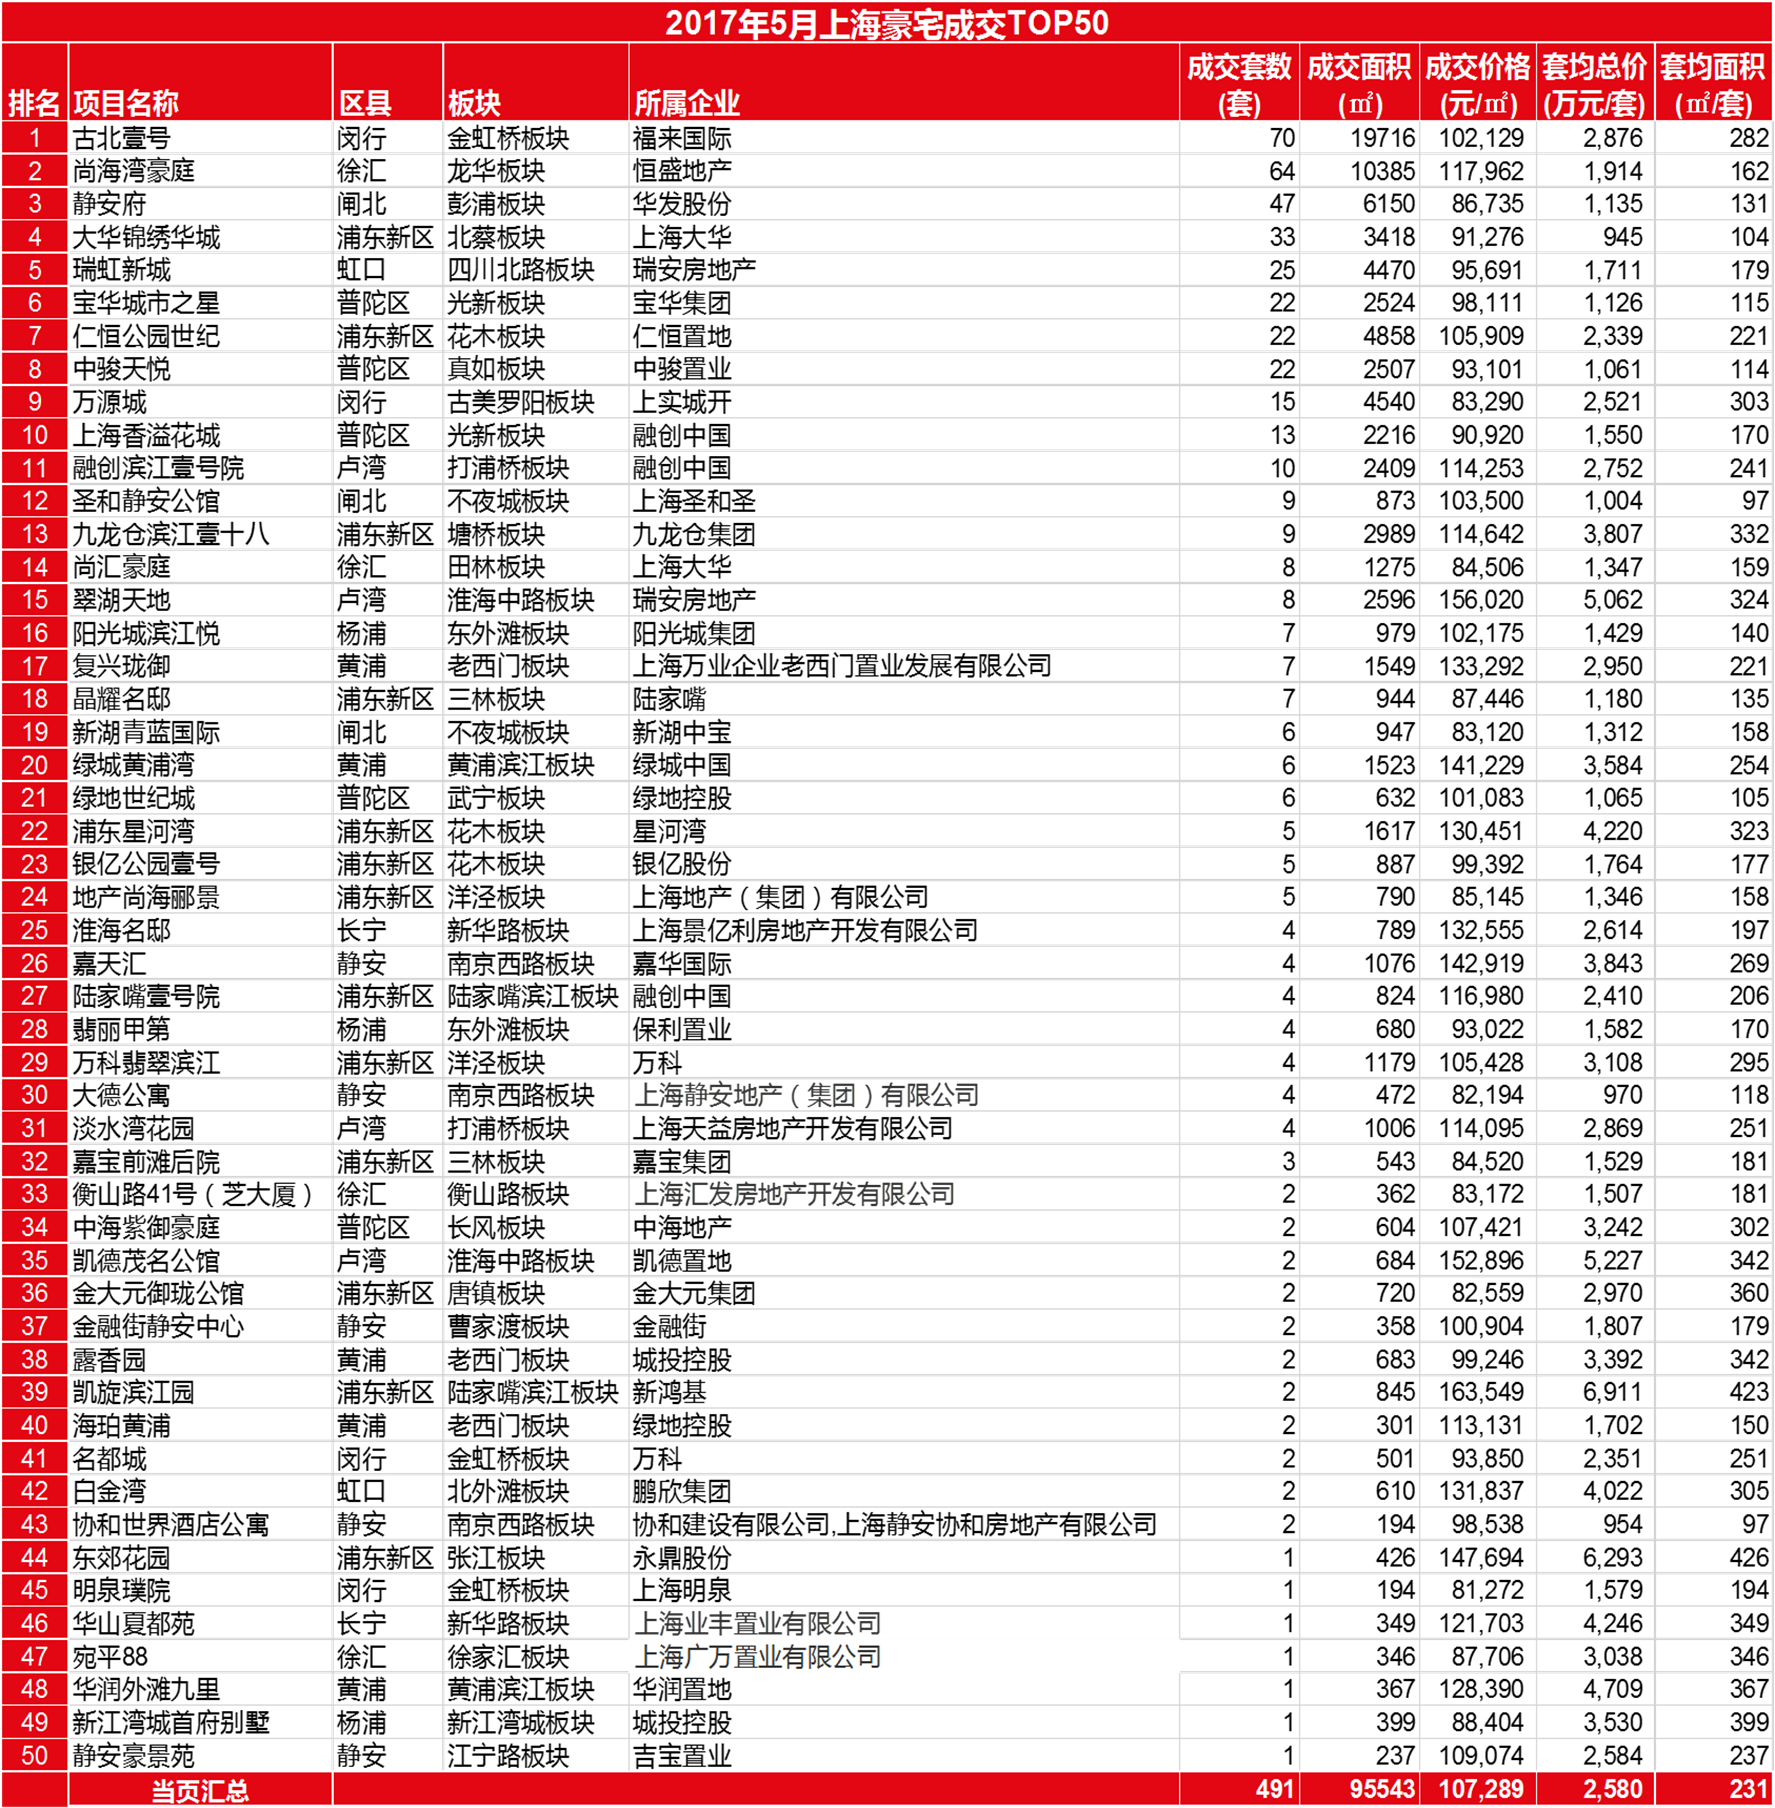 2017年5月上海豪宅成交TOP50
排名 项目名称 区县 板块 所属企业 成交套数(套) 成交面积(㎡) 成交价格(元/㎡) 套均总价(万元/套) 套均面积(㎡/套)
1 古北壹号 闵行 金虹桥板块 福来国际 70 19716 102,129 2,876 282
2 尚海湾豪庭 徐汇 龙华板块 恒盛地产 64 10385 117,962 1,914 162
3 静安府 闸北 彭浦板块 华发股份 47 6150 86,735 1,135 131
4 大华锦绣华城 浦东新区 北蔡板块 上海大华 33 3418 91,276 945 104
5 瑞虹新城 虹口 四川北路板块 瑞安房地产 25 4470 95,691 1,711 179
6 宝华城市之星 普陀区 光新板块 宝华集团 22 2524 98,111 1,126 115
7 仁恒公园世纪 浦东新区 花木板块 仁恒置地 22 4858 105,909 2,339 221
8 中骏天悦 普陀区 真如板块 中骏置业 22 2507 93,101 1,061 114
9 万源城 闵行 古美罗阳板块 上实城开 15 4540 83,290 2,521 303
10 上海香溢花城 普陀区 光新板块 融创中国 13 2216 90,920 1,550 170
11 融创滨江壹号院 卢湾 打浦桥板块 融创中国 10 2409 114,253 2,752 241
12 圣和静安公馆 闸北 不夜城板块 上海圣和圣 9 873 103,500 1,004 97
13 九龙仓滨江壹十八 浦东新区 塘桥板块 九龙仓集团 9 2989 114,642 3,807 332
14 尚汇豪庭 徐汇 田林板块 上海大华 8 1275 84,506 1,347 159
15 翠湖天地 卢湾 淮海中路板块 瑞安房地产 8 2596 156,020 5,062 324
16 阳光城滨江悦 杨浦 东外滩板块 阳光城集团 7 979 102,175 1,429 140
17 复兴珑御 黄浦 老西门板块 上海万业企业老西门置业发展有限公司 7 1549 133,292 2,950 221
18 晶耀名邸 浦东新区 三林板块 陆家嘴 7 944 87,446 1,180 135
19 新湖青蓝国际 闸北 不夜城板块 新湖中宝 6 947 83,120 1,312 158
20 绿城黄浦湾 黄浦 黄浦滨江板块 绿城中国 6 1523 141,229 3,584 254
21 绿地世纪城 普陀区 武宁板块 绿地控股 6 632 101,083 1,065 105
22 浦东星河湾 浦东新区 花木板块 星河湾 5 1617 130,451 4,220 323
23 银亿公园壹号 浦东新区 花木板块 银亿股份 5 887 99,392 1,764 177
24 地产尚海郦景 浦东新区 洋泾板块 上海地产（集团）有限公司 5 790 85,145 1,346 158
25 淮海名邸 长宁 新华路板块 上海景亿利房地产开发有限公司 4 789 132,555 2,614 197
26 嘉天汇 静安 南京西路板块 嘉华国际 4 1076 142,919 3,843 269
27 陆家嘴壹号院 浦东新区 陆家嘴滨江板块 融创中国 4 824 116,980 2,410 206
28 翡丽甲第 杨浦 东外滩板块 保利置业 4 680 93,022 1,582 170
29 万科翡翠滨江 浦东新区 洋泾板块 万科 4 1179 105,428 3,108 295
30 大德公寓 静安 南京西路板块 上海静安地产（集团）有限公司 4 472 82,194 970 118
31 淡水湾花园 卢湾 打浦桥板块 上海天益房地产开发有限公司 4 1006 114,095 2,869 251
32 嘉宝前滩后院 浦东新区 三林板块 嘉宝集团 3 543 84,520 1,529 181
33 衡山路41号（芝大厦） 徐汇 衡山路板块 上海汇发房地产开发有限公司 2 362 83,172 1,507 181
34 中海紫御豪庭 普陀区 长风板块 中海地产 2 604 107,421 3,242 302
35 凯德茂名公馆 卢湾 淮海中路板块 凯德置地 2 684 152,896 5,227 342
36 金大元御珑公馆 浦东新区 唐镇板块 金大元集团 2 720 82,559 2,970 360
37 金融街静安中心 静安 曹家渡板块 金融街 2 358 100,904 1,807 179
38 露香园 黄浦 老西门板块 城投控股 2 683 99,246 3,392 342
39 凯旋滨江园 浦东新区 陆家嘴滨江板块 新鸿基 2 845 163,549 6,911 423
40 海珀黄浦 黄浦 老西门板块 绿地控股 2 301 113,131 1,702 150
41 名都城 闵行 金虹桥板块 万科 2 501 93,850 2,351 251
42 白金湾 虹口 北外滩板块 鹏欣集团 2 610 131,837 4,022 305
43 协和世界酒店公寓 静安 南京西路板块 协和建设有限公司,上海静安协和房地产有限公司 2 194 98,538 954 97
44 东郊花园 浦东新区 张江板块 永鼎股份 1 426 147,694 6,293 426
45 明泉璞院 闵行 金虹桥板块 上海明泉 1 194 81,272 1,579 194
46 华山夏都苑 长宁 新华路板块 上海业丰置业有限公司 1 349 121,703 4,246 349
47 宛平88 徐汇 徐家汇板块 上海广万置业有限公司 1 346 87,706 3,038 346
48 华润外滩九里 黄浦 黄浦滨江板块 华润置地 1 367 128,390 4,709 367
49 新江湾城首府别墅 杨浦 新江湾城板块 城投控股 1 399 88,404 3,530 399
50 静安豪景苑 静安 江宁路板块 吉宝置业 1 237 109,074 2,584 237
当页汇总 491 95543 107,289 2,580 231